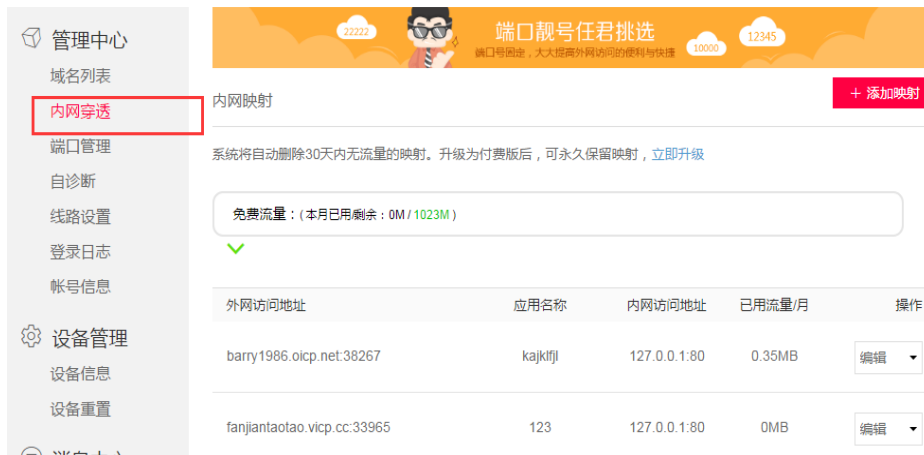 22222
端口靓号任君挑选
12345
端口号固定，大大提高外网访问的便利与快捷
10000
管理中心
域名列表
内网穿透
端口管理
自诊断
线路设置
登录日志
帐号信息
设备管理
设备信息
设备重置
内网映射
+ 添加映射
系统将自动删除30天内无流量的映射。升级为付费版后，可永久保留映射，立即升级
免费流量：(本月已用/剩余：0M / 1023M )
外网访问地址 应用名称 内网访问地址 已用流量/月 操作
barry1986.oicp.net:38267 kajklfjl 127.0.0.1:80 0.35MB 编辑
fanjiantaotao.vicp.cc:33965 123 127.0.0.1:80 0MB 编辑